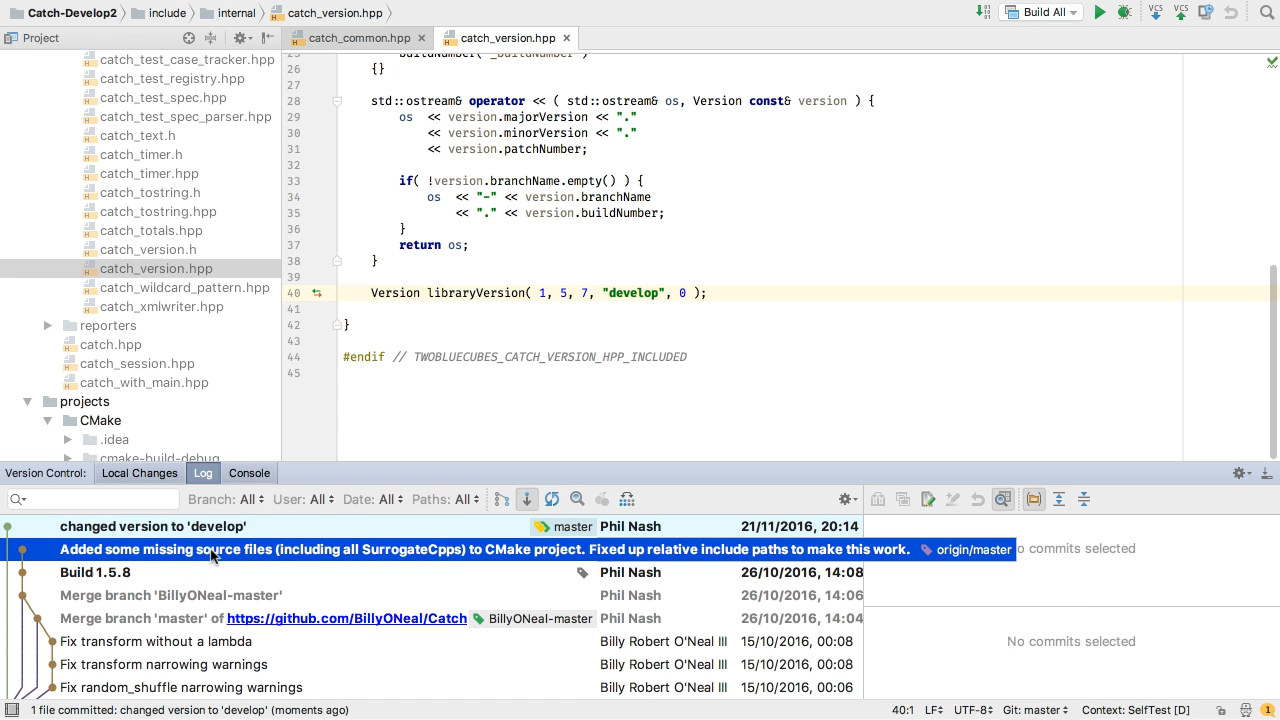 Catch-Develop2 include internal catch_version.hpp
Build All
VCS VCS
Project
catch_common.hpp catch_version.hpp
catch_test_case_tracker.hpp
catch_test_registry.hpp
catch_test_spec.hpp
catch_test_spec_parser.hpp
catch_text.h
catch_timer.h
catch_timer.hpp
catch_tostring.h
catch_tostring.hpp
catch_totals.hpp
catch_version.h
catch_version.hpp
catch_wildcard_pattern.hpp
catch_xmlwriter.hpp
reporters
catch.hpp
catch_session.hpp
catch_with_main.hpp
projects
CMake
.idea
cmake-build-debug
25 buildNumber( _buildNumber )
26 {}
27
28 std::ostream& operator << ( std::ostream& os, Version const& version ) {
29 os << version.majorVersion << "."
30 << version.minorVersion << "."
31 << version.patchNumber;
32
33 if( !version.branchName.empty() ) {
34 os << "-" << version.branchName
35 << "." << version.buildNumber;
36 }
37 return os;
38 }
39
40 Version libraryVersion( 1, 5, 7, "develop", 0 );
41
42 }
43
44 #endif // TWOBLUECUBES_CATCH_VERSION_HPP_INCLUDED
45
Version Control: Local Changes Log Console
Branch: All User: All Date: All Paths: All
changed version to 'develop' master Phil Nash 21/11/2016, 20:14
Added some missing source files (including all SurrogateCpps) to CMake project. Fixed up relative include paths to make this work. origin/master
Build 1.5.8 Phil Nash 26/10/2016, 14:08
Merge branch 'BillyONeal-master' Phil Nash 26/10/2016, 14:06
Merge branch 'master' of https://github.com/BillyONeal/Catch BillyONeal-master Phil Nash 26/10/2016, 14:04
Fix transform without a lambda Billy Robert O'Neal III 15/10/2016, 00:08
Fix transform narrowing warnings Billy Robert O'Neal III 15/10/2016, 00:08
Fix random_shuffle narrowing warnings Billy Robert O'Neal III 15/10/2016, 00:06
o commits selected
No commits selected
1 file committed: changed version to 'develop' (moments ago) 40:1 LF UTF-8 Git: master Context: SelfTest [D] 1